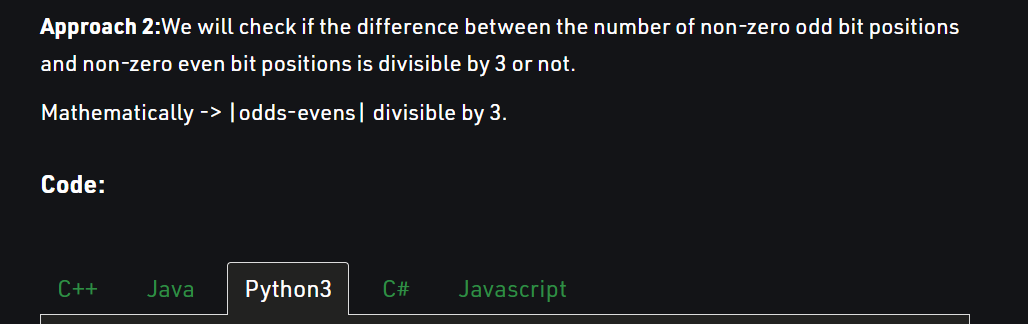 Approach 2:We will check if the difference between the number of non-zero odd bit positions
and non-zero even bit positions is divisible by 3 or not.
Mathematically -> |odds-evens| divisible by 3.
Code:
C++ Java Python3 C# Javascript